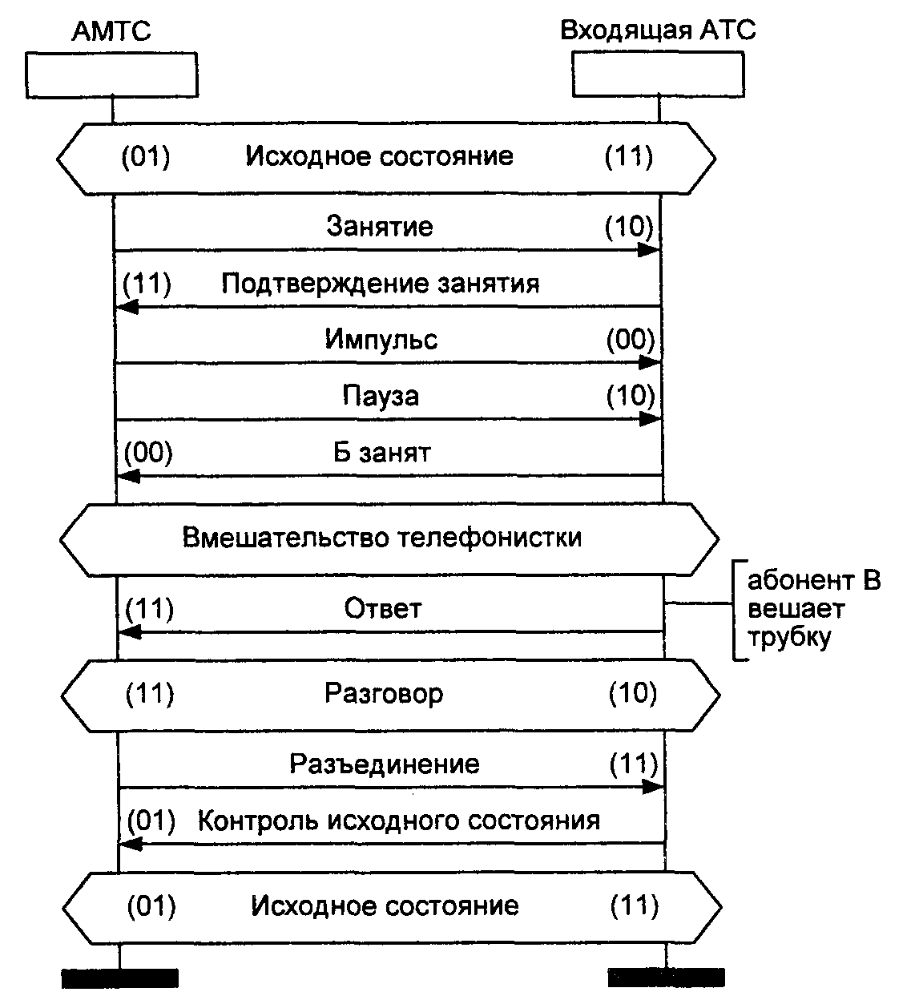 АМТС
Входящая АТС
(01) Исходное состояние (11)
Занятие (10)
(11) Подтверждение занятия
Импульс (00)
Пауза (10)
(00) Б занят
Вмешательство телефонистки
(11) Ответ
абонент В
вешает
трубку
(11) Разговор (10)
Разъединение (11)
(01) Контроль исходного состояния
(01) Исходное состояние (11)